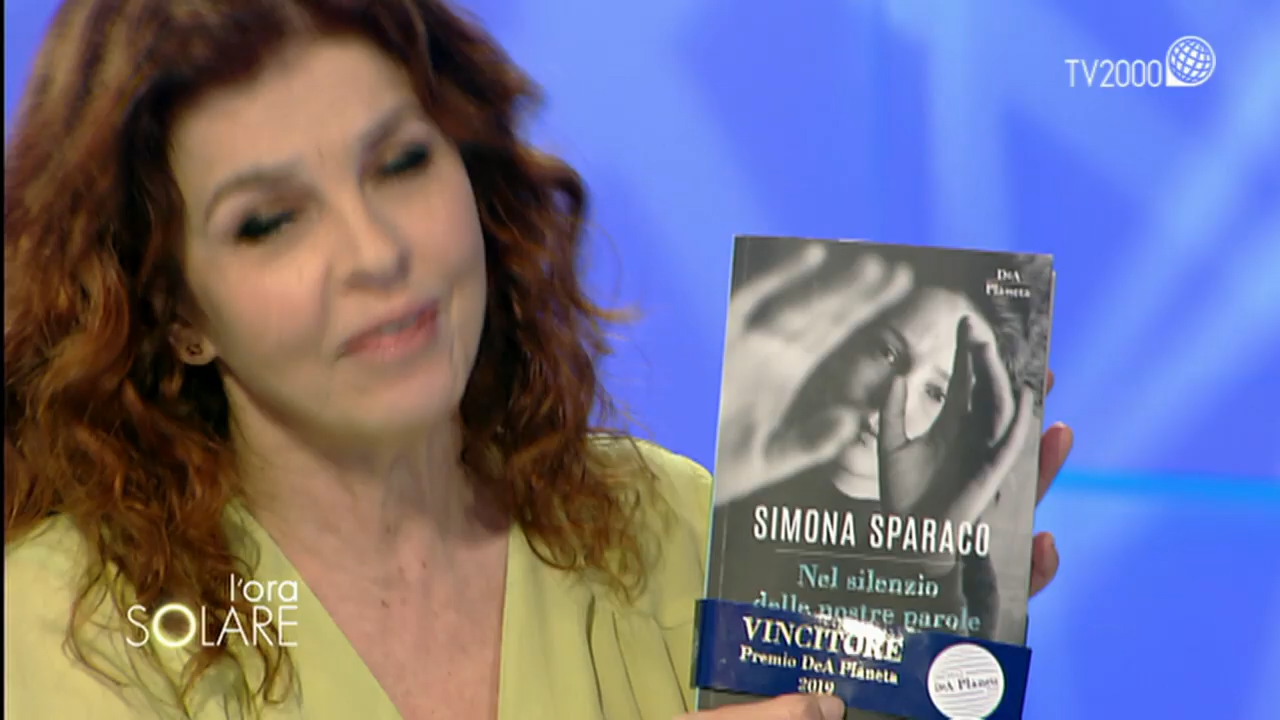 TV2000
DeA
Planeta
SIMONA SPARACO
Nel silenzio
delle nostre parole
VINCITORE
Premio DeA Planeta
2019
DeA Planeta
l'ora
SOLARE